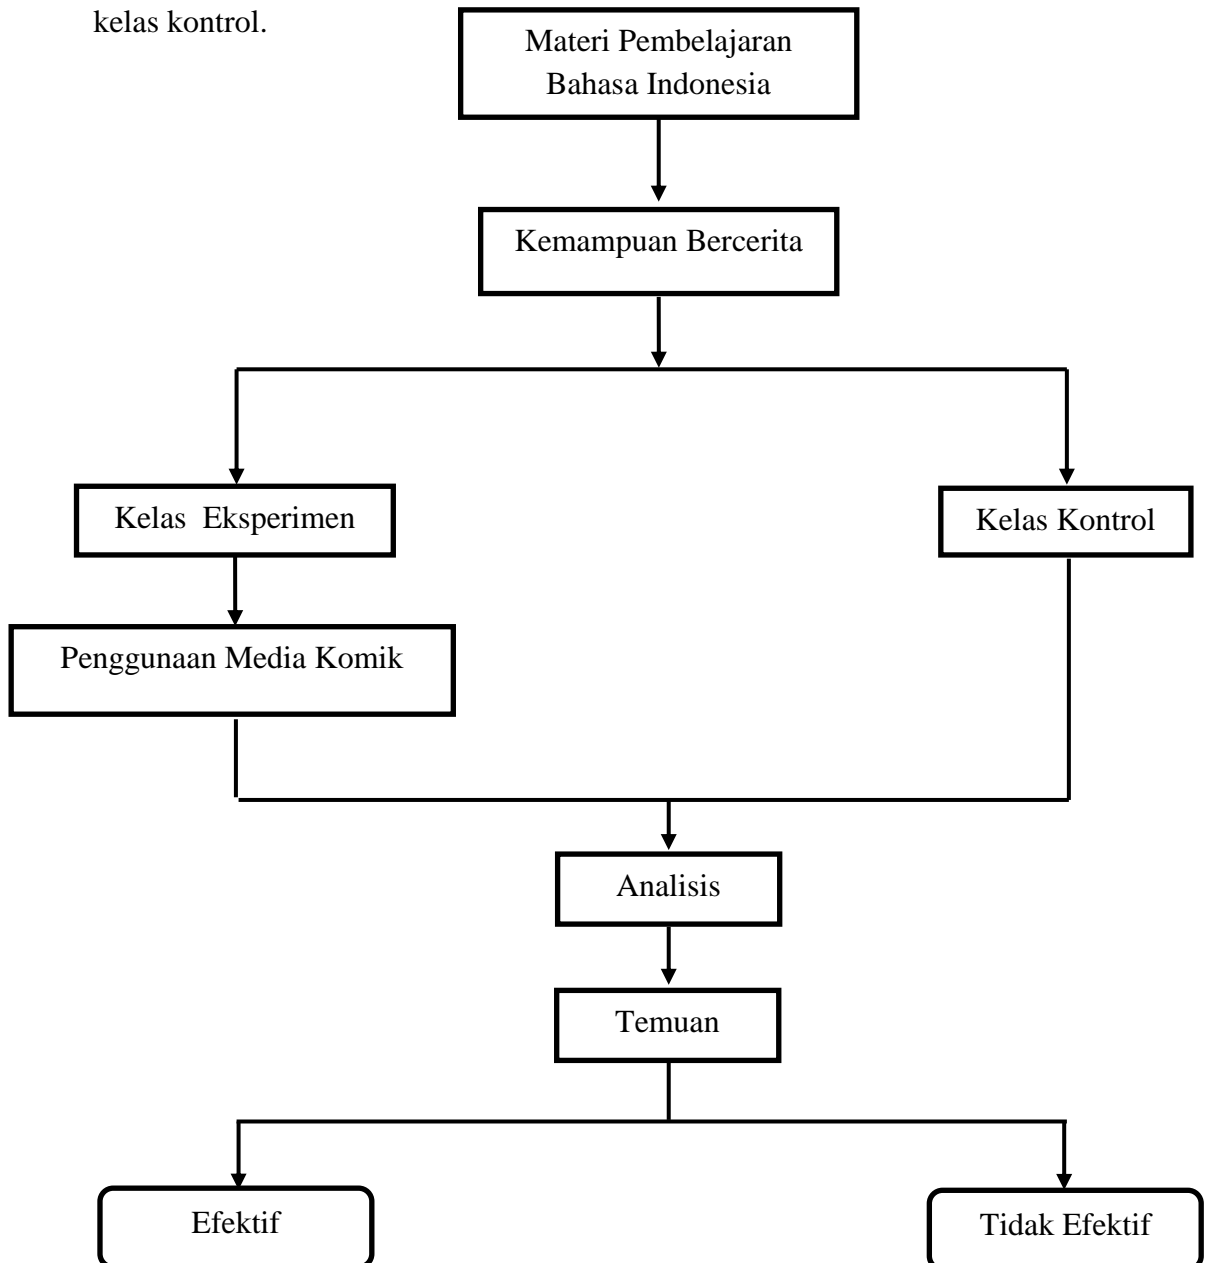 kelas kontrol.
Materi Pembelajaran
Bahasa Indonesia
Kemampuan Bercerita
Kelas  Eksperimen
Kelas Kontrol
Penggunaan Media Komik
Analisis
Temuan
Efektif
Tidak Efektif